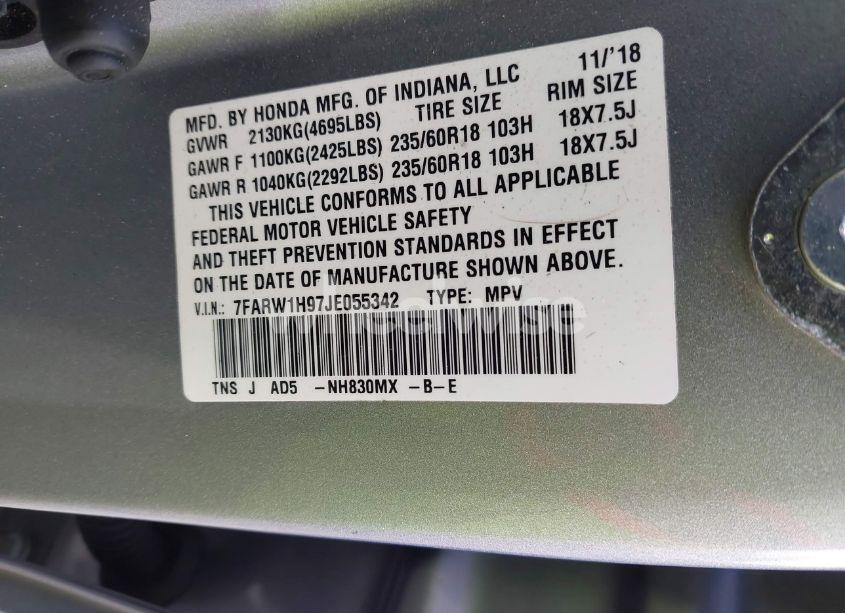 11/'18
MFD. BY HONDA MFG. OF INDIANA, LLC
GVWR 2130KG(4695LBS) TIRE SIZE RIM SIZE
GAWR F 1100KG(2425LBS) 235/60R18 103H 18X7.5J
GAWR R 1040KG(2292LBS) 235/60R18 103H 18X7.5J
THIS VEHICLE CONFORMS TO ALL APPLICABLE
FEDERAL MOTOR VEHICLE SAFETY
AND THEFT PREVENTION STANDARDS IN EFFECT
ON THE DATE OF MANUFACTURE SHOWN ABOVE.
V.I.N.: 7FARW1H97JE055342 TYPE: MPV
wheelwise
TNS J AD5 -NH830MX -B-E